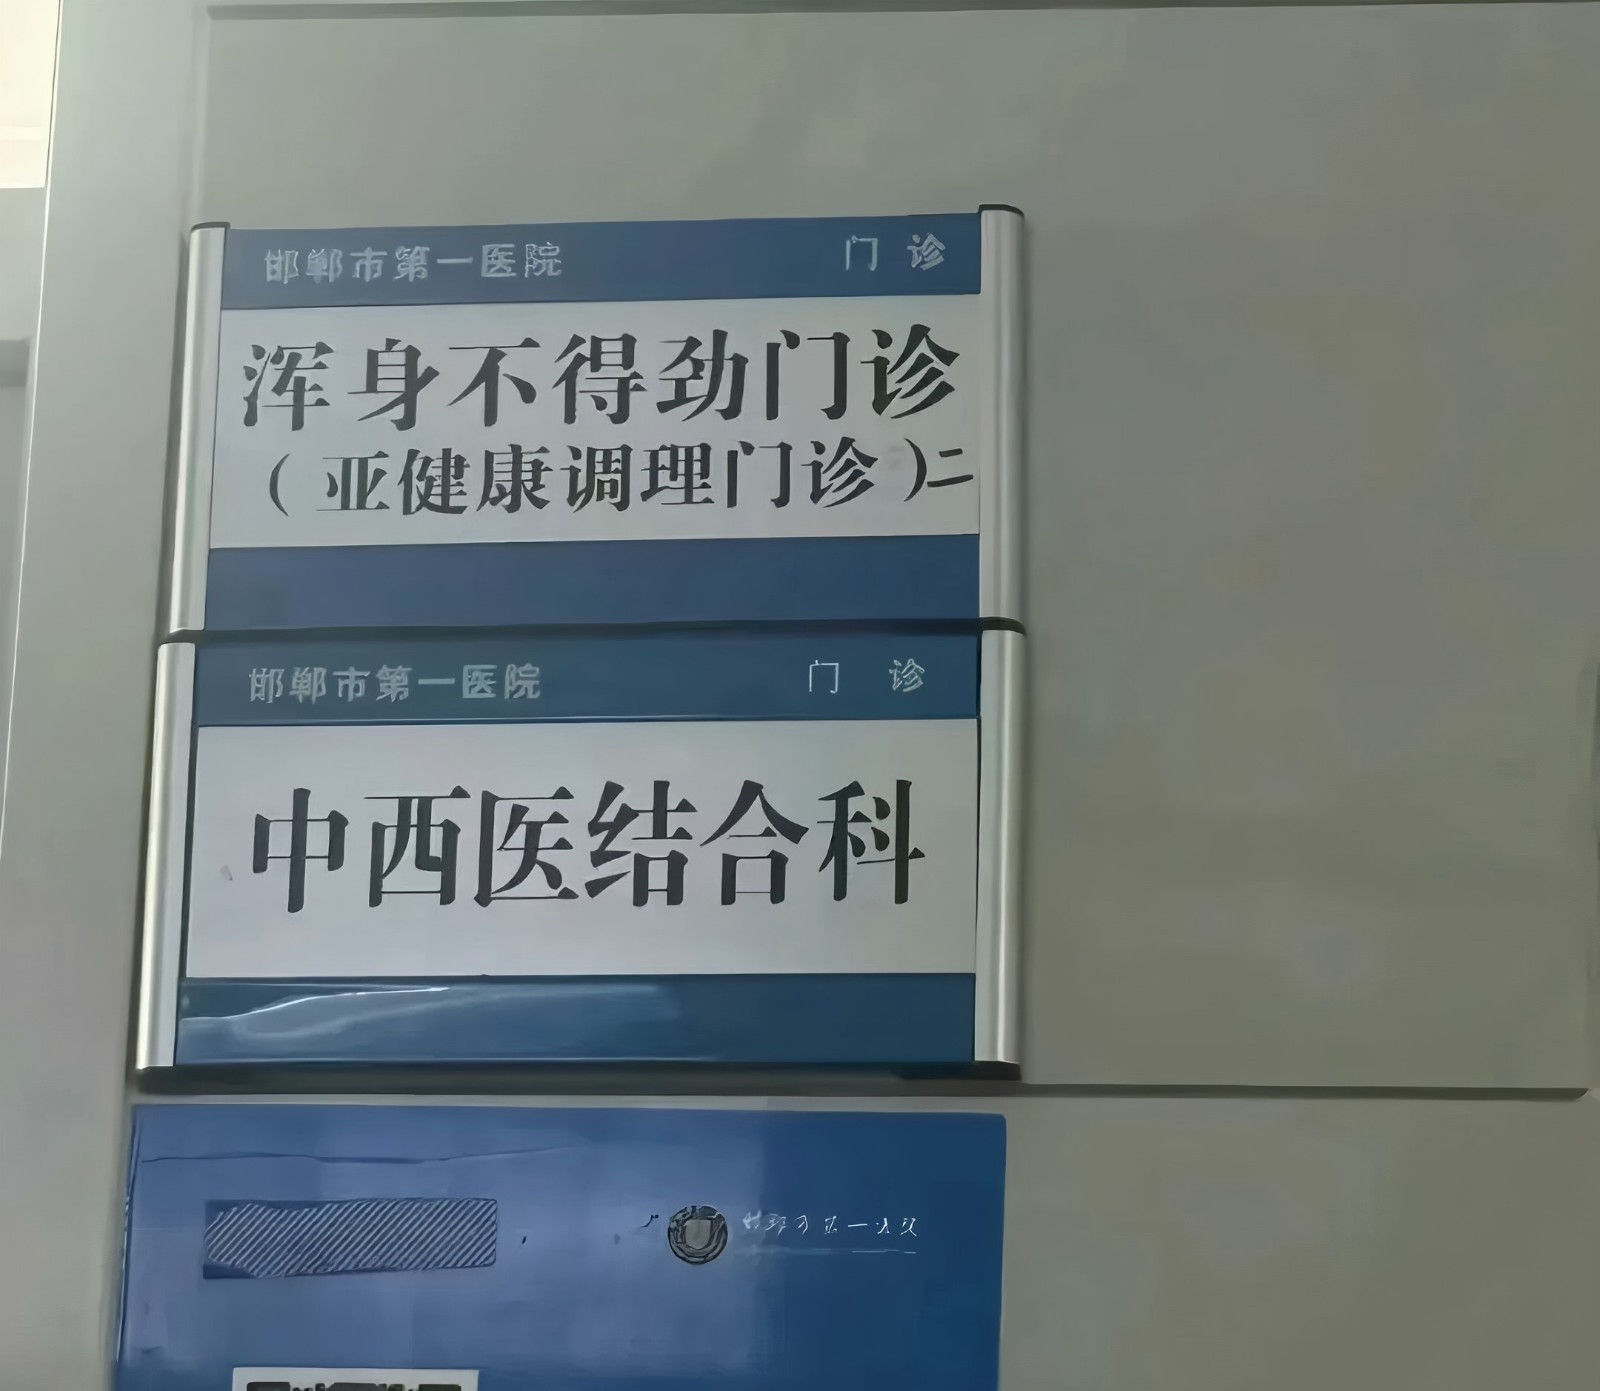 邯郸市第一医院 门 诊
浑身不得劲门诊
（亚健康调理门诊）二
邯郸市第一医院 门 诊
中西医结合科